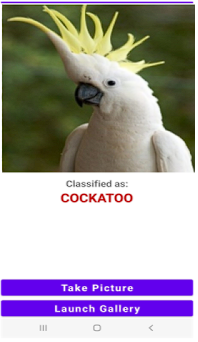 Classified as:
COCKATOO
Take Picture
Launch Gallery